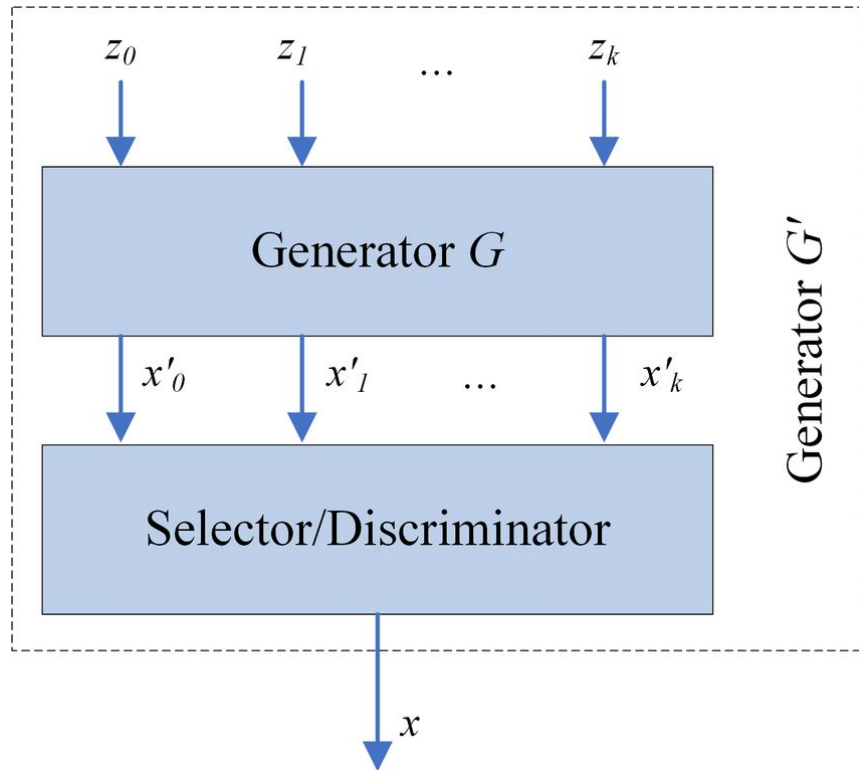 z0 z1 ... zk
Generator G
x'0 x'1 ... x'k
Selector/Discriminator
x
Generator G'